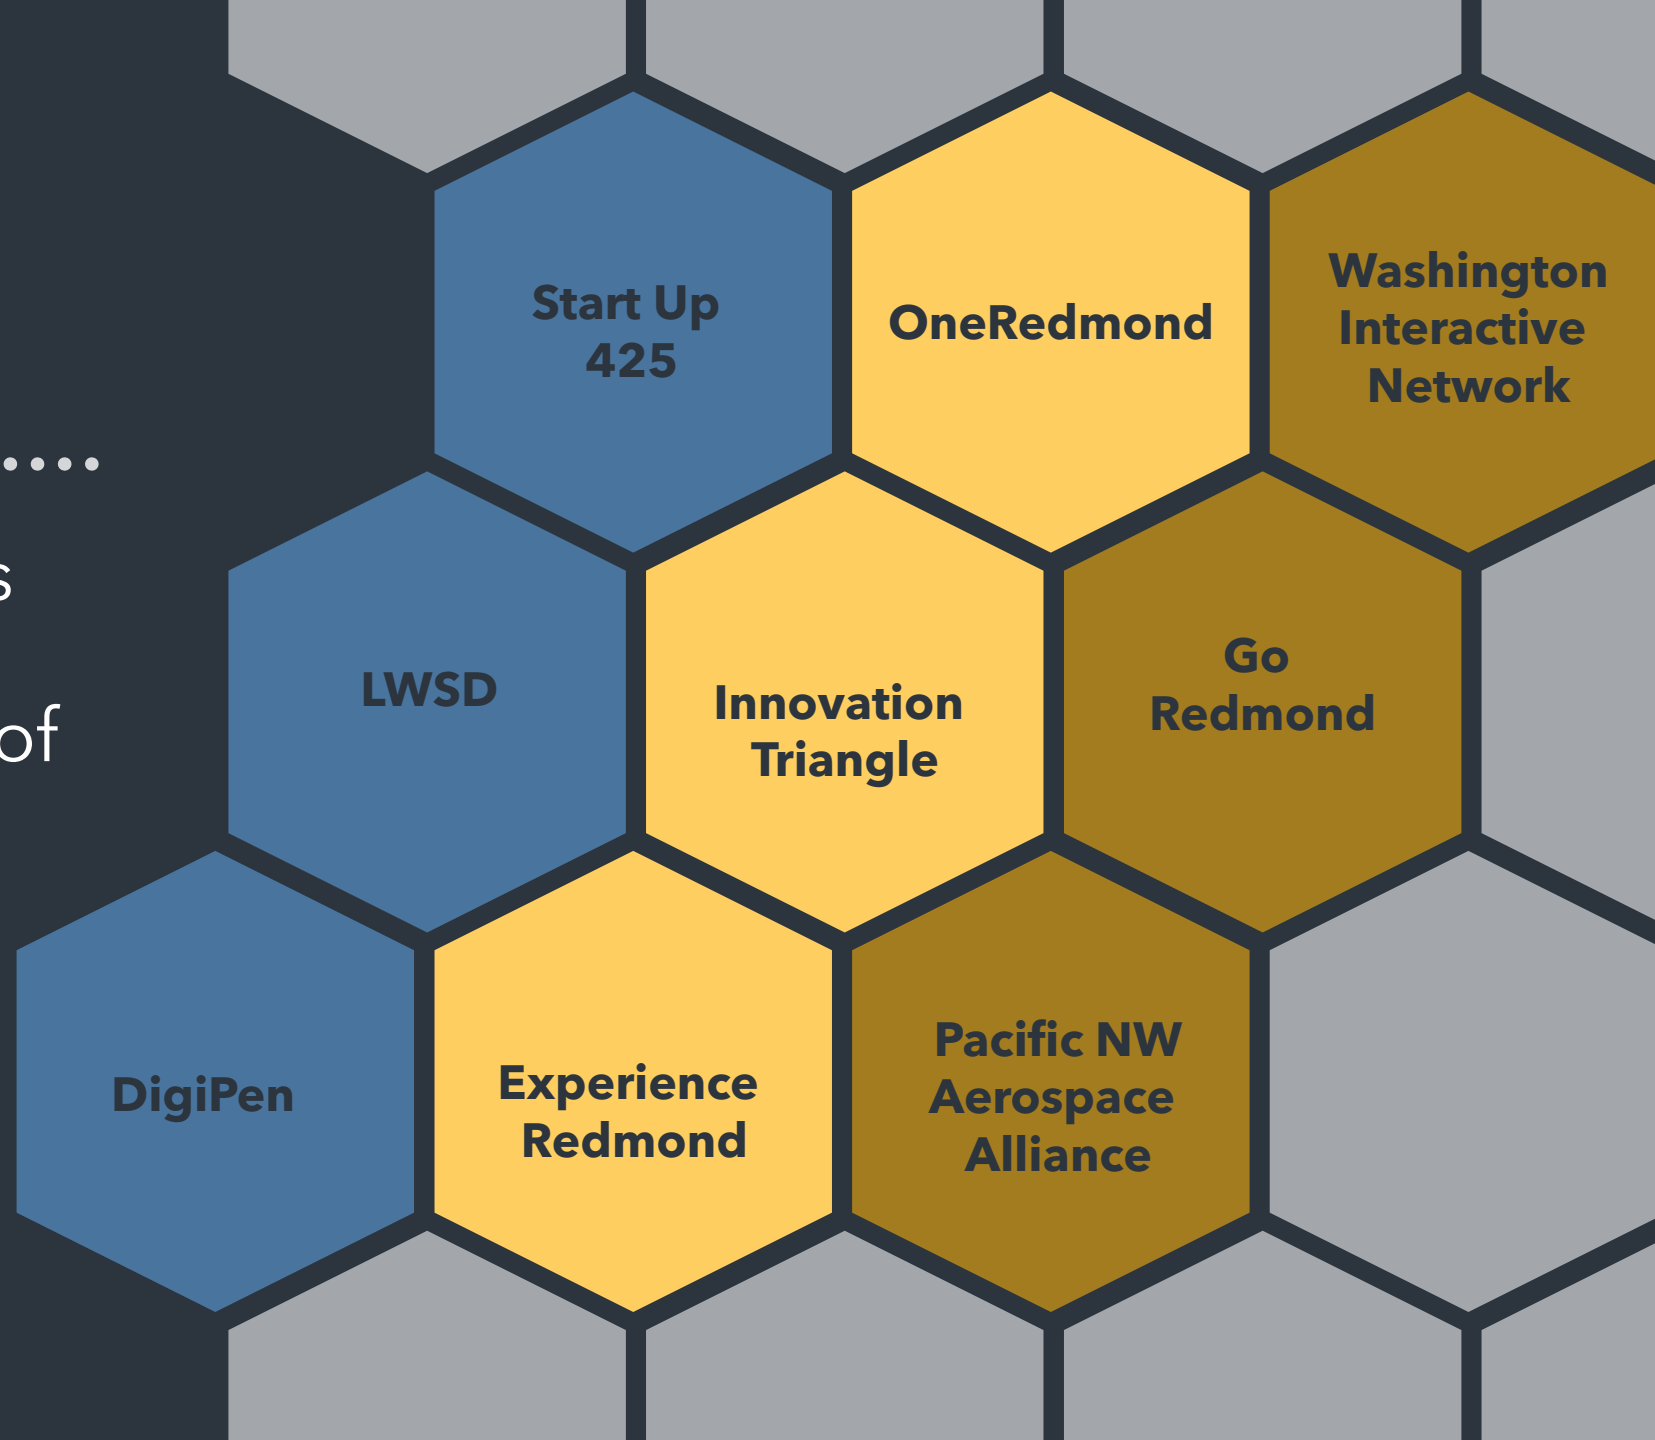 Start Up
425
OneRedmond
Washington
Interactive
Network
s
of
LWSD
Innovation
Triangle
Go
Redmond
DigiPen
Experience
Redmond
Pacific NW
Aerospace
Alliance